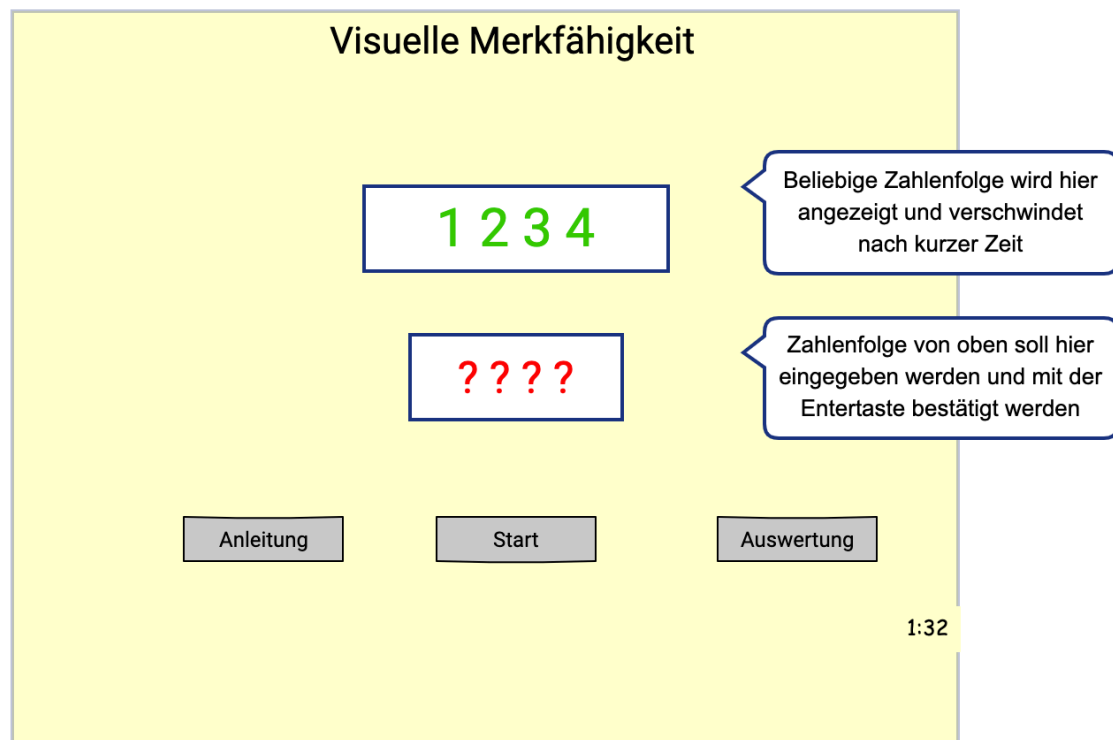 Visuelle Merkfähigkeit
1 2 3 4
Beliebige Zahlenfolge wird hier
angezeigt und verschwindet
nach kurzer Zeit
? ? ? ?
Zahlenfolge von oben soll hier
eingegeben werden und mit der
Entertaste bestätigt werden
Anleitung
Start
Auswertung
1:32